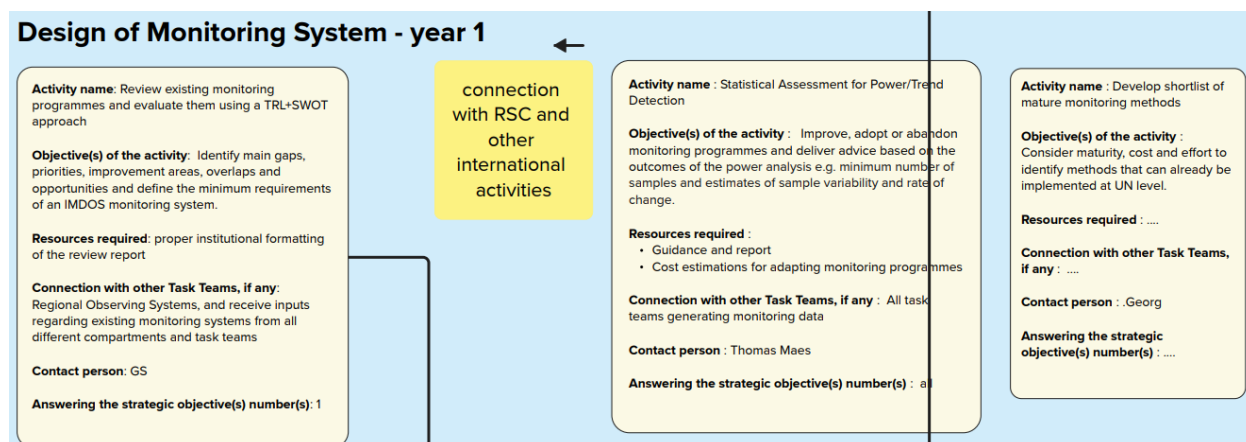 Design of Monitoring System - year 1
Activity name: Review existing monitoring
programmes and evaluate them using a TRL+SWOT
approach
Objective(s) of the activity: Identify main gaps,
priorities, improvement areas, overlaps and
opportunities and define the minimum requirements
of an IMDOS monitoring system.
Resources required: proper institutional formatting
of the review report
Connection with other Task Teams, if any:
Regional Observing Systems, and receive inputs
regarding existing monitoring systems from all
different compartments and task teams
Contact person: GS
Answering the strategic objective(s) number(s): 1
connection
with RSC and
other
international
activities
Activity name : Statistical Assessment for Power/Trend
Detection
Objective(s) of the activity : Improve, adopt or abandon
monitoring programmes and deliver advice based on the
outcomes of the power analysis e.g. minimum number of
samples and estimates of sample variability and rate of
change.
Resources required :
• Guidance and report
• Cost estimations for adapting monitoring programmes
Connection with other Task Teams, if any : All task
teams generating monitoring data
Contact person : Thomas Maes
Answering the strategic objective(s) number(s) : all
Activity name : Develop shortlist of
mature monitoring methods
Objective(s) of the activity :
Consider maturity, cost and effort to
identify methods that can already be
implemented at UN level.
Resources required : ....
Connection with other Task Teams,
if any : ....
Contact person : .Georg
Answering the strategic
objective(s) number(s) : ....